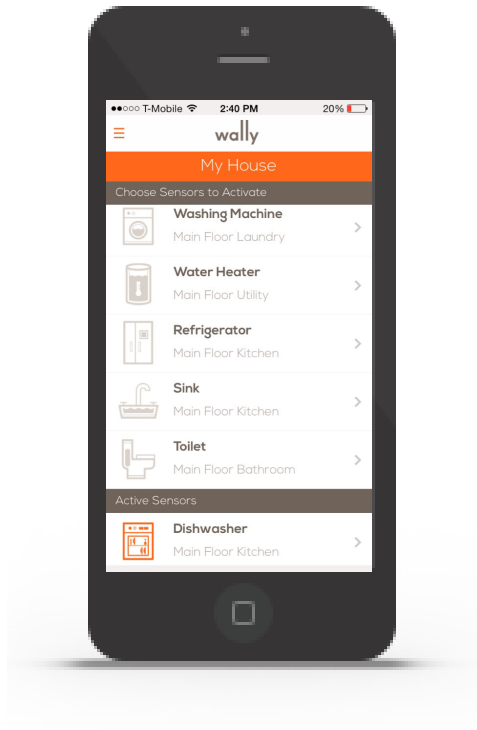 T-Mobile 2:40 PM 20%
wally
My House
Choose Sensors to Activate
Washing Machine
Main Floor Laundry
Water Heater
Main Floor Utility
Refrigerator
Main Floor Kitchen
Sink
Main Floor Kitchen
Toilet
Main Floor Bathroom
Active Sensors
Dishwasher
Main Floor Kitchen